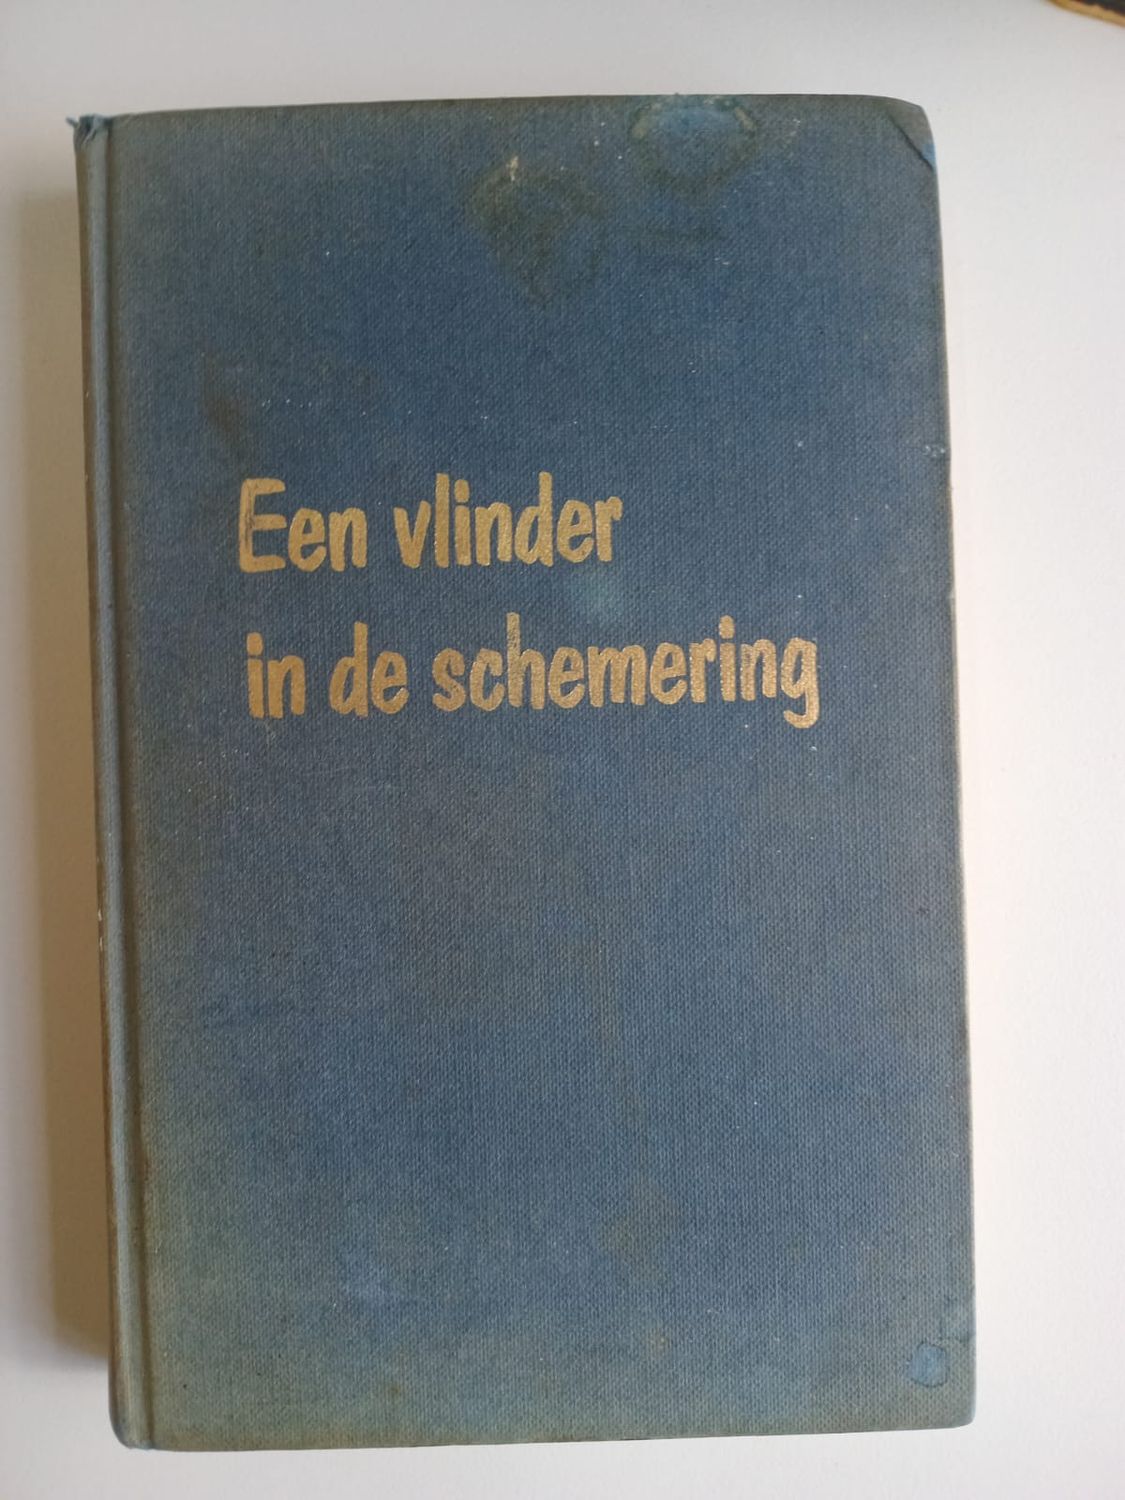 Een vlinder
in de schemering